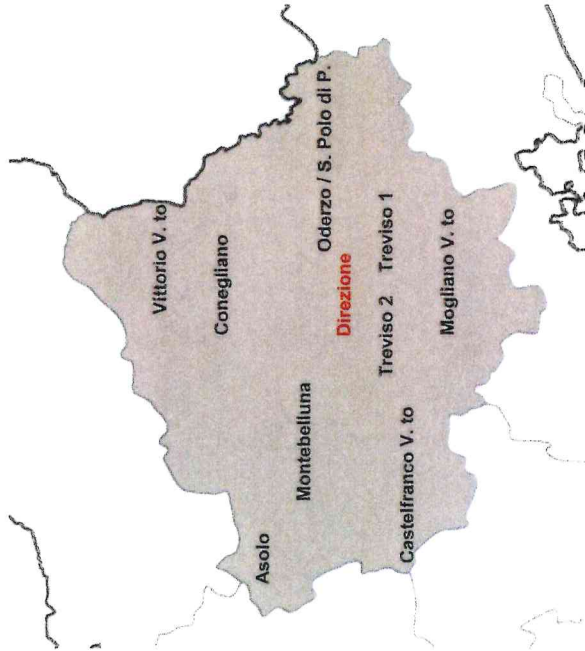 Vittorio V. to
Conegliano
Asolo
Montebelluna
Oderzo / S. Polo di P.
Direzione
Treviso 2
Treviso 1
Castelfranco V. to
Mogliano V. to